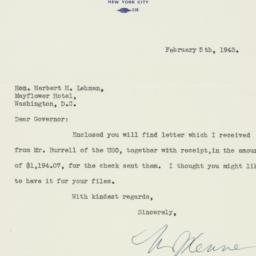 NEW YORK CITY
February 5th, 1943.
Hon. Herbert H. Lehman,
Mayflower Hotel,
Washington, D.C.
Dear Governor:
Enclosed you will find letter which I received
from Mr. Burrell of the USO, together with receipt, in the amount
of $1,194.07, for the check sent them. I thought you might like
to have it for your files.
With kindest regards,
Sincerely,